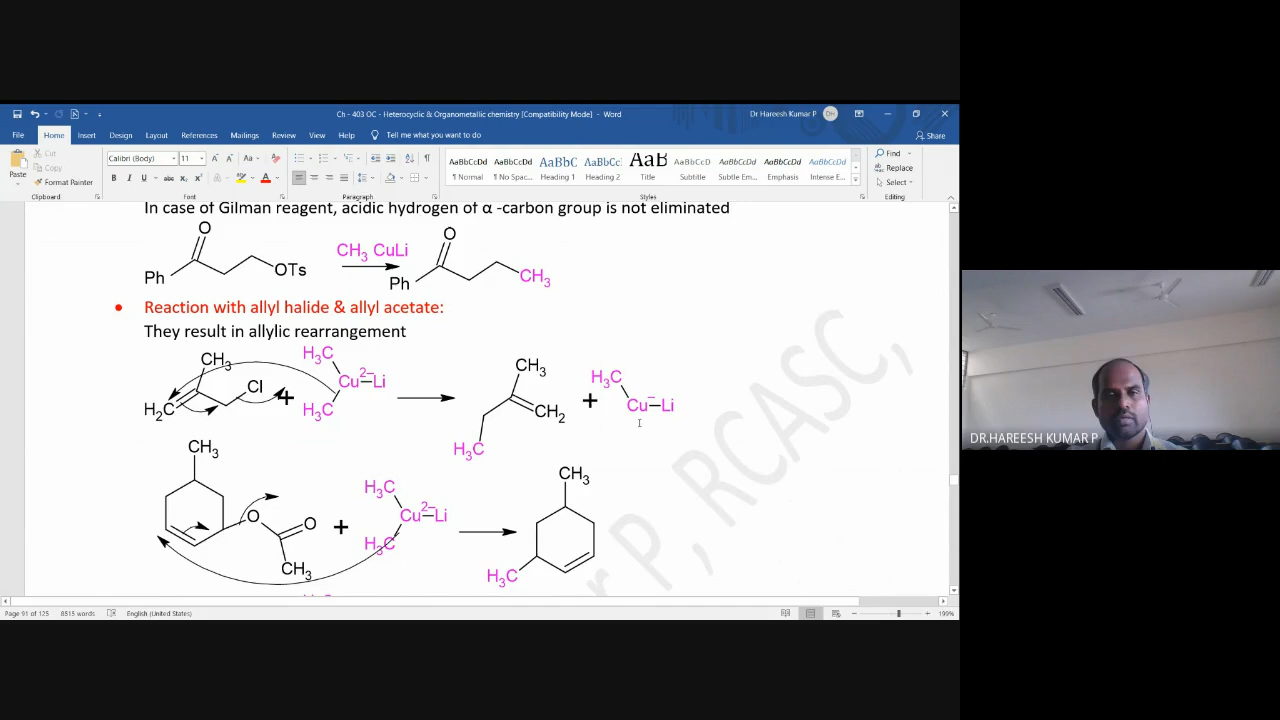 Ch - 403 OC - Heterocyclic & Organometallic chemistry [Compatibility Mode] - Word
Dr Hareesh Kumar P
DH
File Home Insert Design Page Layout References Mailings Review View Help Tell me what you want to do
Share
Paste
Cut
Copy
Format Painter
Clipboard
Calibri (Body) 11
Font
Paragraph
AaBbCcDd AaBbCcDd AaBbC AaBbCc AaB AaBbCcD AaBbCcDd AaBbCcDd AaBbCcDd
¶ Normal ¶ No Spac... Heading 1 Heading 2 Title Subtitle Subtle Em... Emphasis Intense E...
Styles
Find
Replace
Select
Editing
In case of Gilman reagent, acidic hydrogen of α -carbon group is not eliminated
O
Ph
OTs
CH3 CuLi
O
Ph
CH3
• Reaction with allyl halide & allyl acetate:
They result in allylic rearrangement
CH3
H2C
Cl
+
H3C
Cu2−Li
H3C
CH3
CH2
H3C
+
H3C
Cu−Li
CH3
O
O
CH3
+
H3C
Cu2−Li
H3C
CH3
H3C
r P, RCASC,
DR.HAREESH KUMAR P
Page 91 of 125 8515 words English (United States)
199%